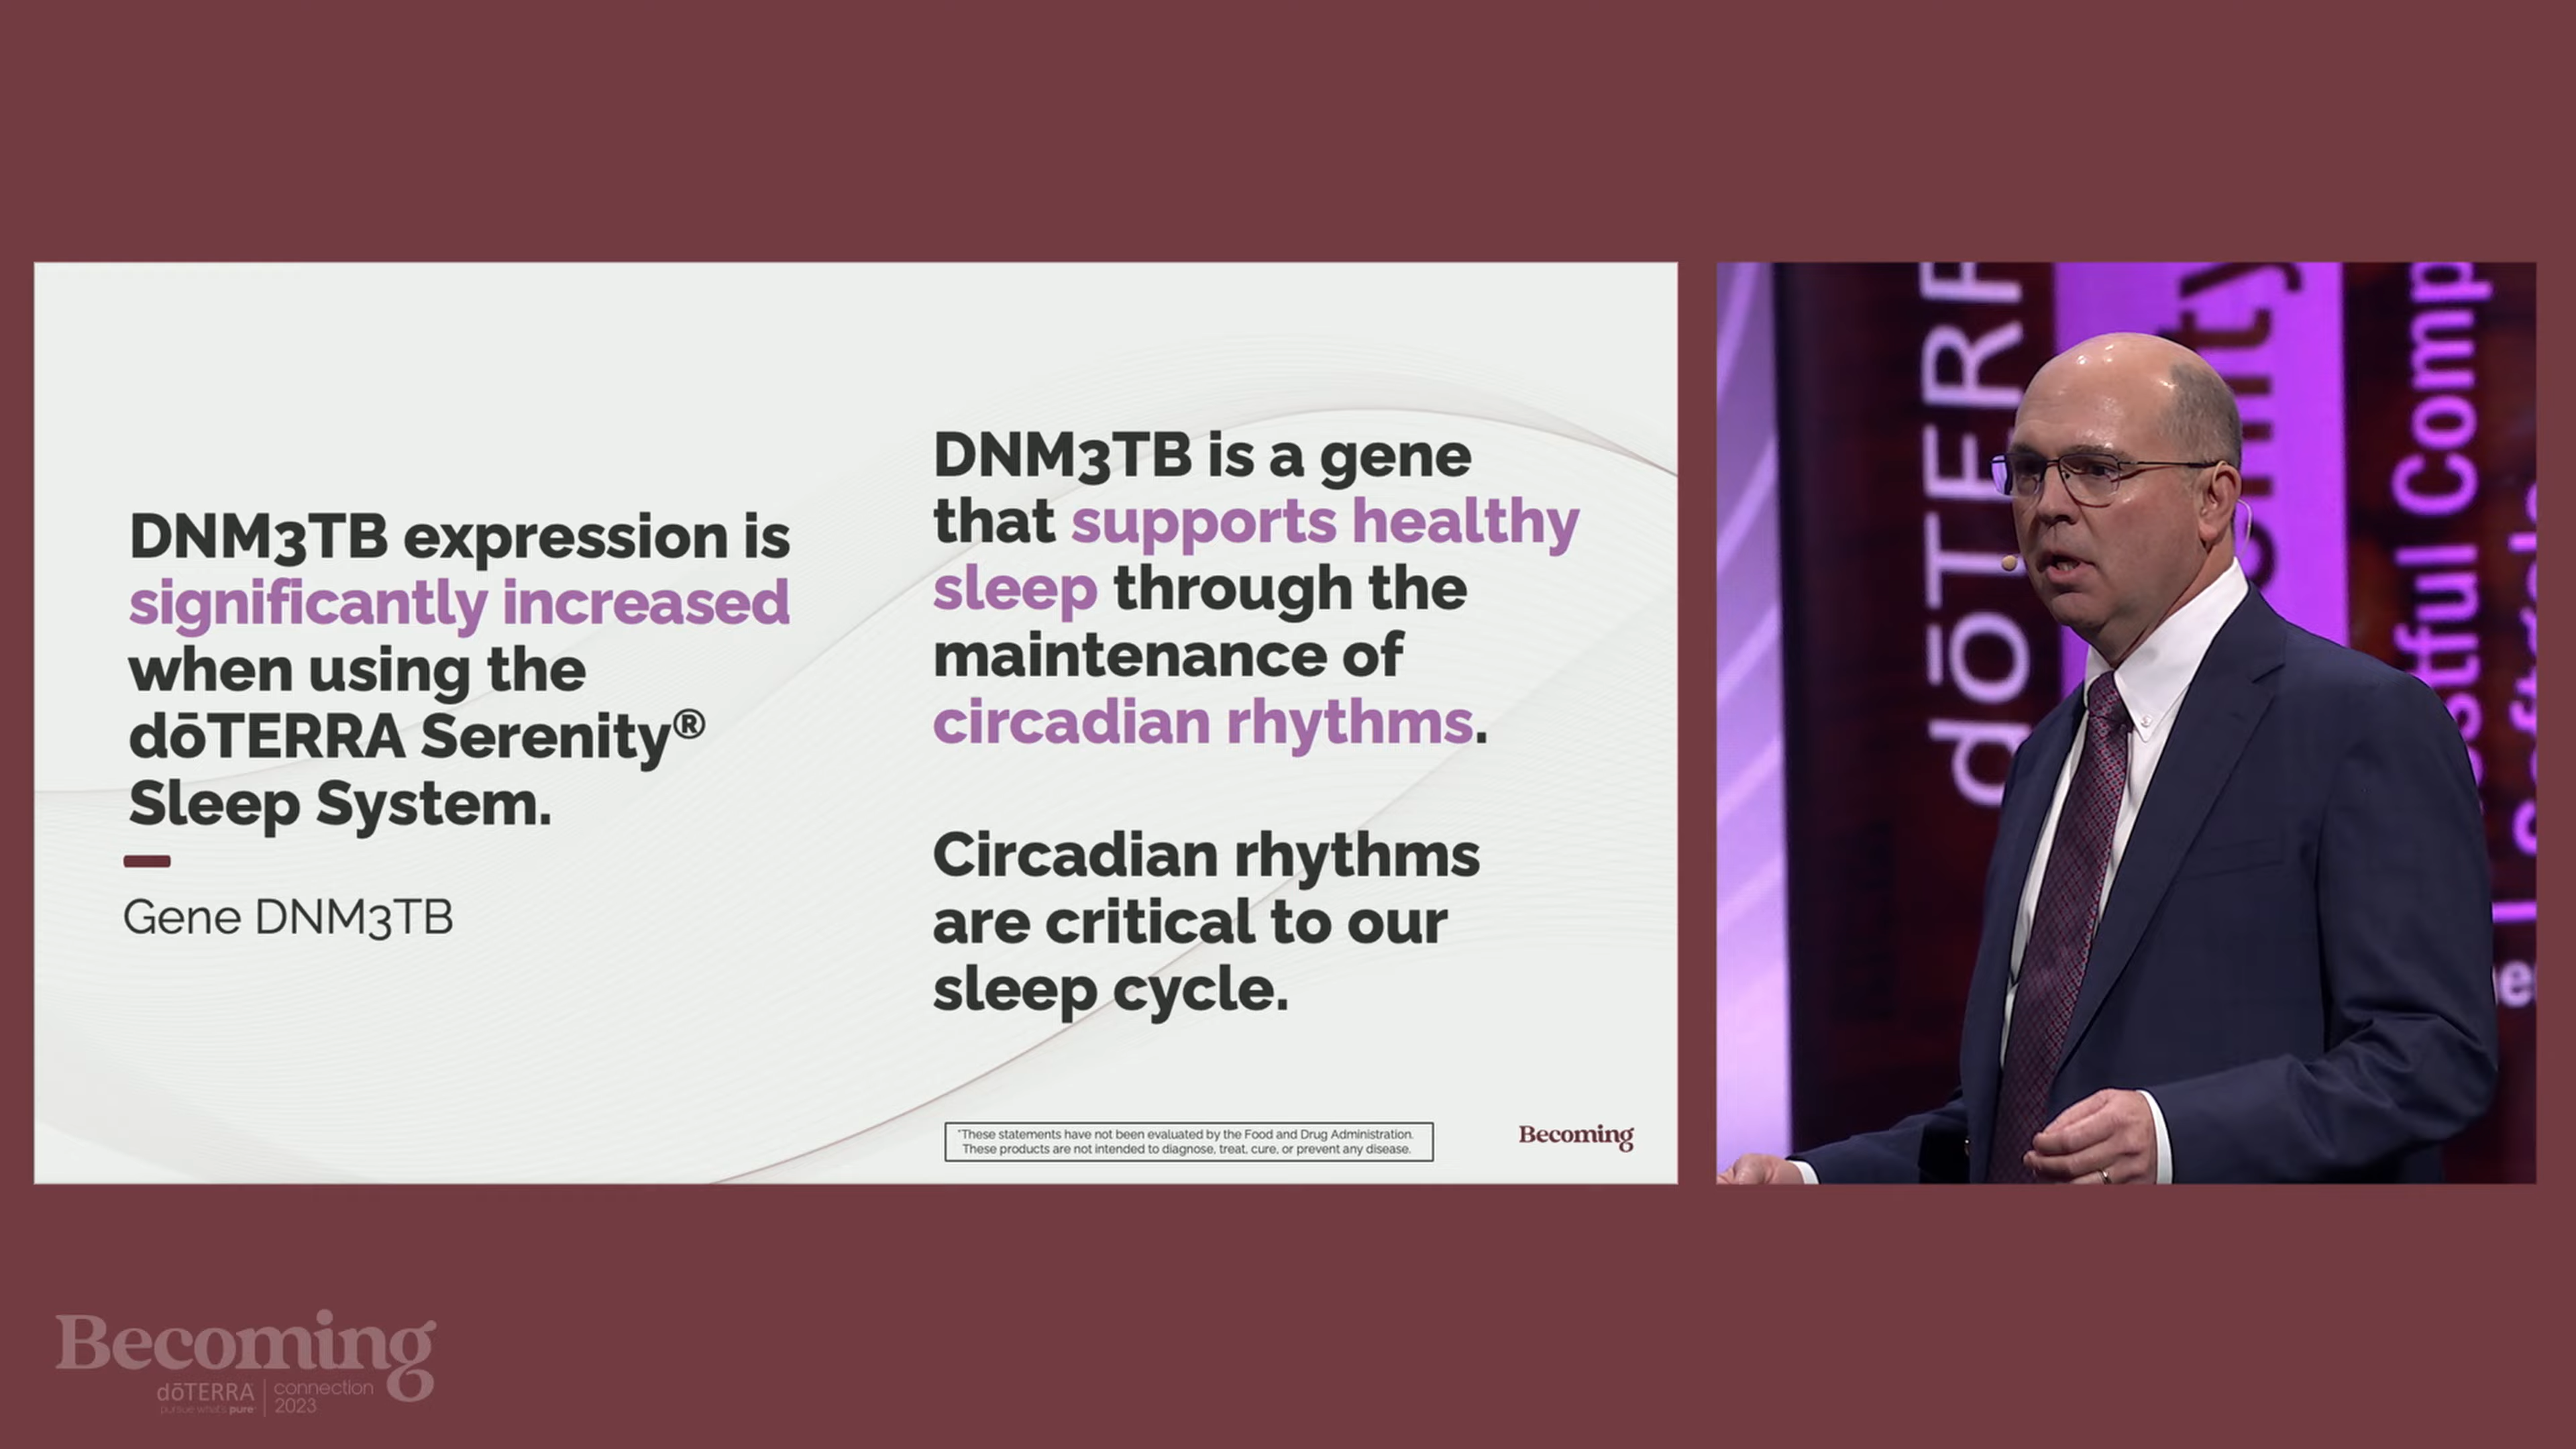 DNM3TB expression is
significantly increased
when using the
dōTERRA Serenity®
Sleep System.
Gene DNM3TB
DNM3TB is a gene
that supports healthy
sleep through the
maintenance of
circadian rhythms.
Circadian rhythms
are critical to our
sleep cycle.
*These statements have not been evaluated by the Food and Drug Administration.
These products are not intended to diagnose, treat, cure, or prevent any disease.
Becoming
dōTERR
Becoming
dōTERRA
pursue what's pure
connection
2023